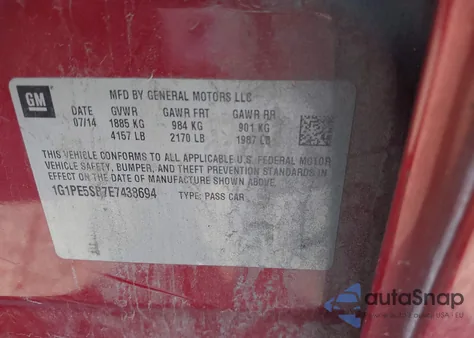 GM
MFD BY GENERAL MOTORS LLC
DATE GVWR GAWR FRT GAWR RR
07/14 1885 KG 984 KG 901 KG
4157 LB 2170 LB 1987 LB
THIS VEHICLE CONFORMS TO ALL APPLICABLE U.S. FEDERAL MOTOR
VEHICLE SAFETY, BUMPER, AND THEFT PREVENTION STANDARDS
IN EFFECT ON THE DATE OF MANUFACTURE SHOWN ABOVE.
1G1PE5SB7E7438694
TYPE: PASS CAR
autoSnap